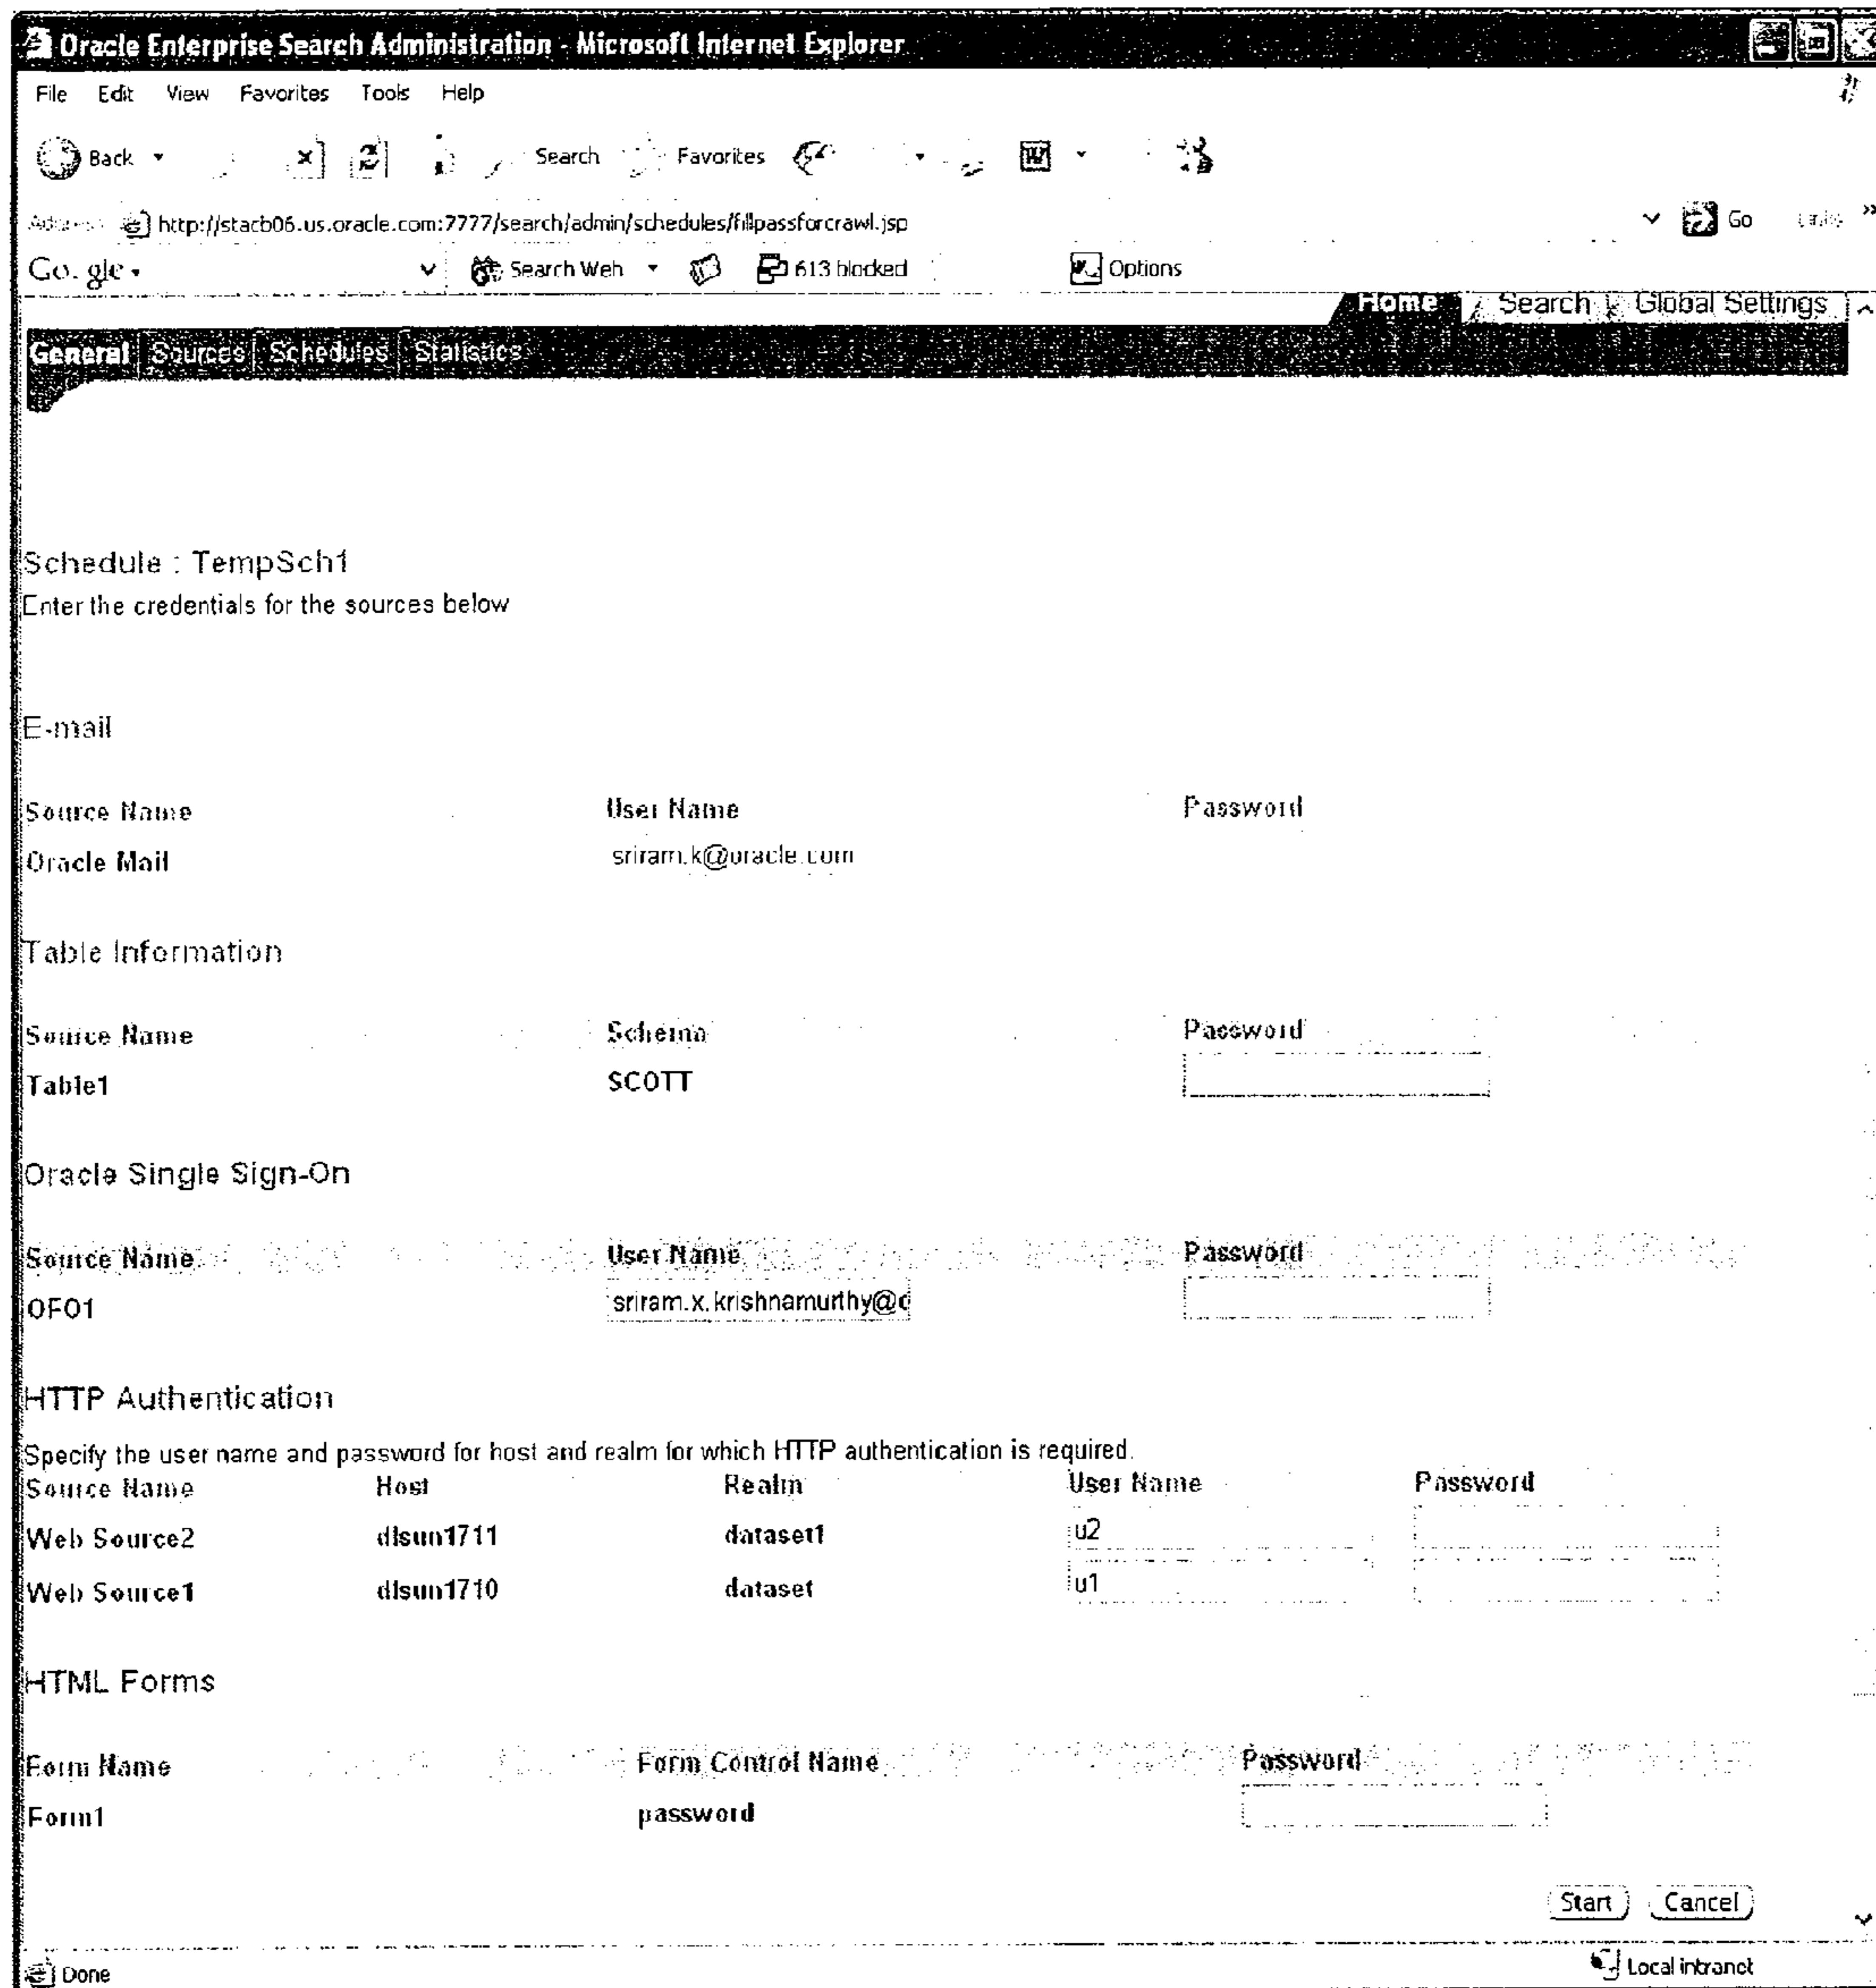 Oracle Enterprise Search Administration - Microsoft Internet Explorer
File Edit View Favorites Tools Help
Back Search Favorites
Address http://stacb06.us.oracle.com:7777/search/admin/schedules/fillpassforcrawl.jsp Go Links
Google Search Web 613 blocked Options
Home Search Global Settings
General Sources Schedules Statistics
Schedule : TempSch1
Enter the credentials for the sources below
E-mail
Source Name User Name Password
Oracle Mail sriram.k@oracle.com
Table Information
Source Name Schema Password
Table1 SCOTT
Oracle Single Sign-On
Source Name User Name Password
OFO1 sriram.x.krishnamurthy@
HTTP Authentication
Specify the user name and password for host and realm for which HTTP authentication is required.
Source Name Host Realm User Name Password
Web Source2 dlsun1711 dataset1 u2
Web Source1 dlsun1710 dataset u1
HTML Forms
Form Name Form Control Name Password
Form1 password
Start Cancel
Done Local intranet